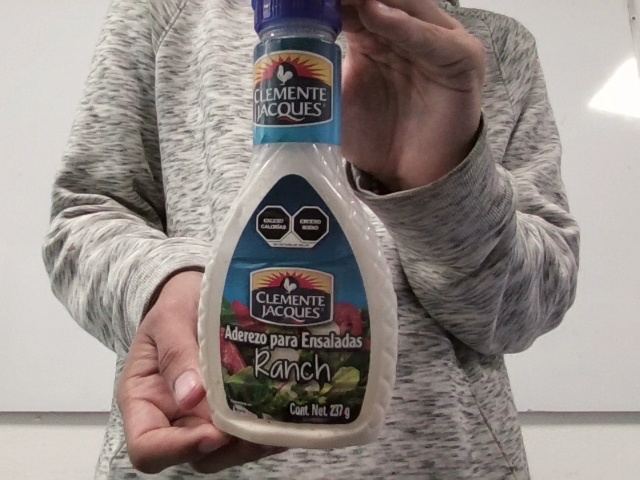 CLEMENTE
JACQUES
EXCESO EXCESO
CALORÍAS SODIO
CLEMENTE
JACQUES
Aderezo para Ensaladas
Ranch
Cont. Net. 237 g